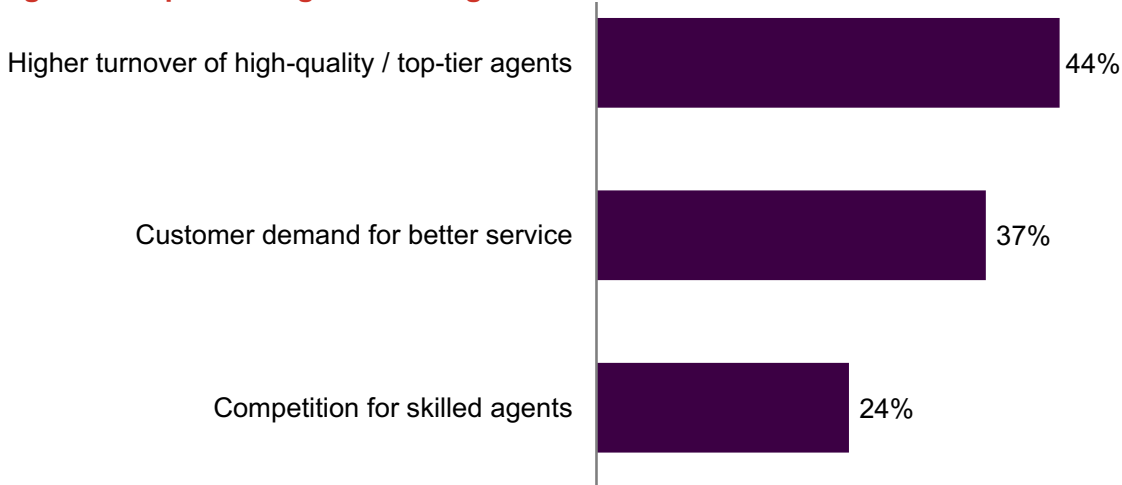 Higher turnover of high-quality / top-tier agents 44%
Customer demand for better service 37%
Competition for skilled agents 24%